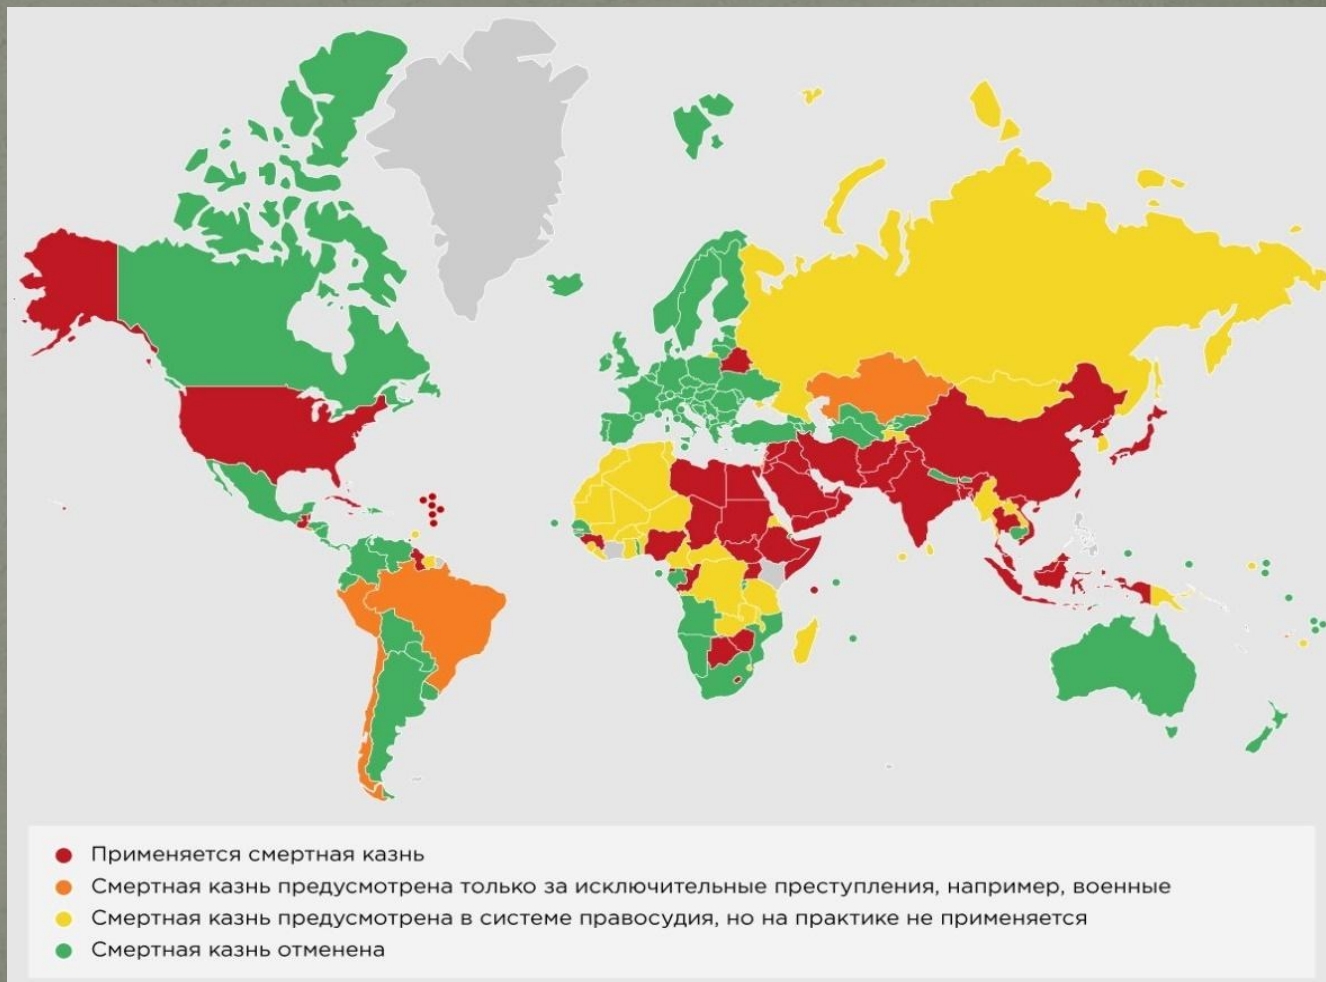 Применяется смертная казнь
Смертная казнь предусмотрена только за исключительные преступления, например, военные
Смертная казнь предусмотрена в системе правосудия, но на практике не применяется
Смертная казнь отменена